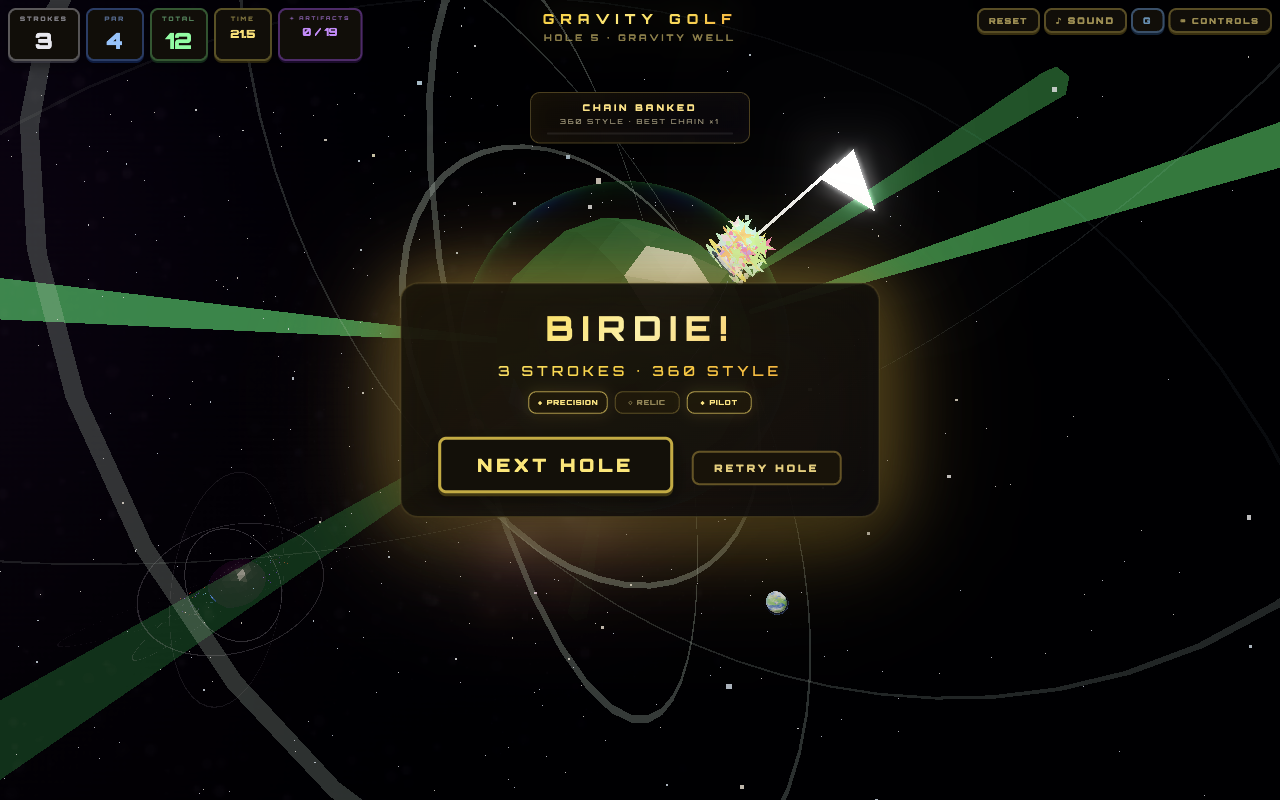 STROKES
3
PAR
4
TOTAL
12
TIME
21.5
✦ ARTIFACTS
0 / 19
GRAVITY GOLF
HOLE 5 · GRAVITY WELL
RESET
♪ SOUND
G
≡ CONTROLS
CHAIN BANKED
360 STYLE · BEST CHAIN ×1
BIRDIE!
3 STROKES · 360 STYLE
◆ PRECISION
◇ RELIC
◆ PILOT
NEXT HOLE
RETRY HOLE